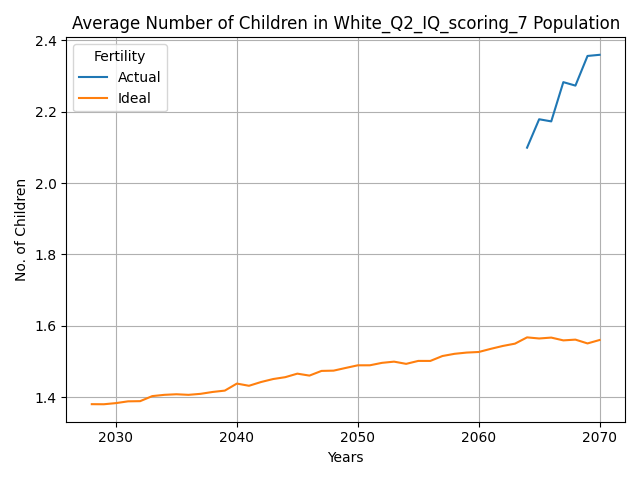 Average Number of Children in White_Q2_IQ_scoring_7 Population
Fertility
Actual
Ideal
2.4
2.2
2.0
1.8
1.6
1.4
No. of Children
2030
2040
2050
2060
2070
Years